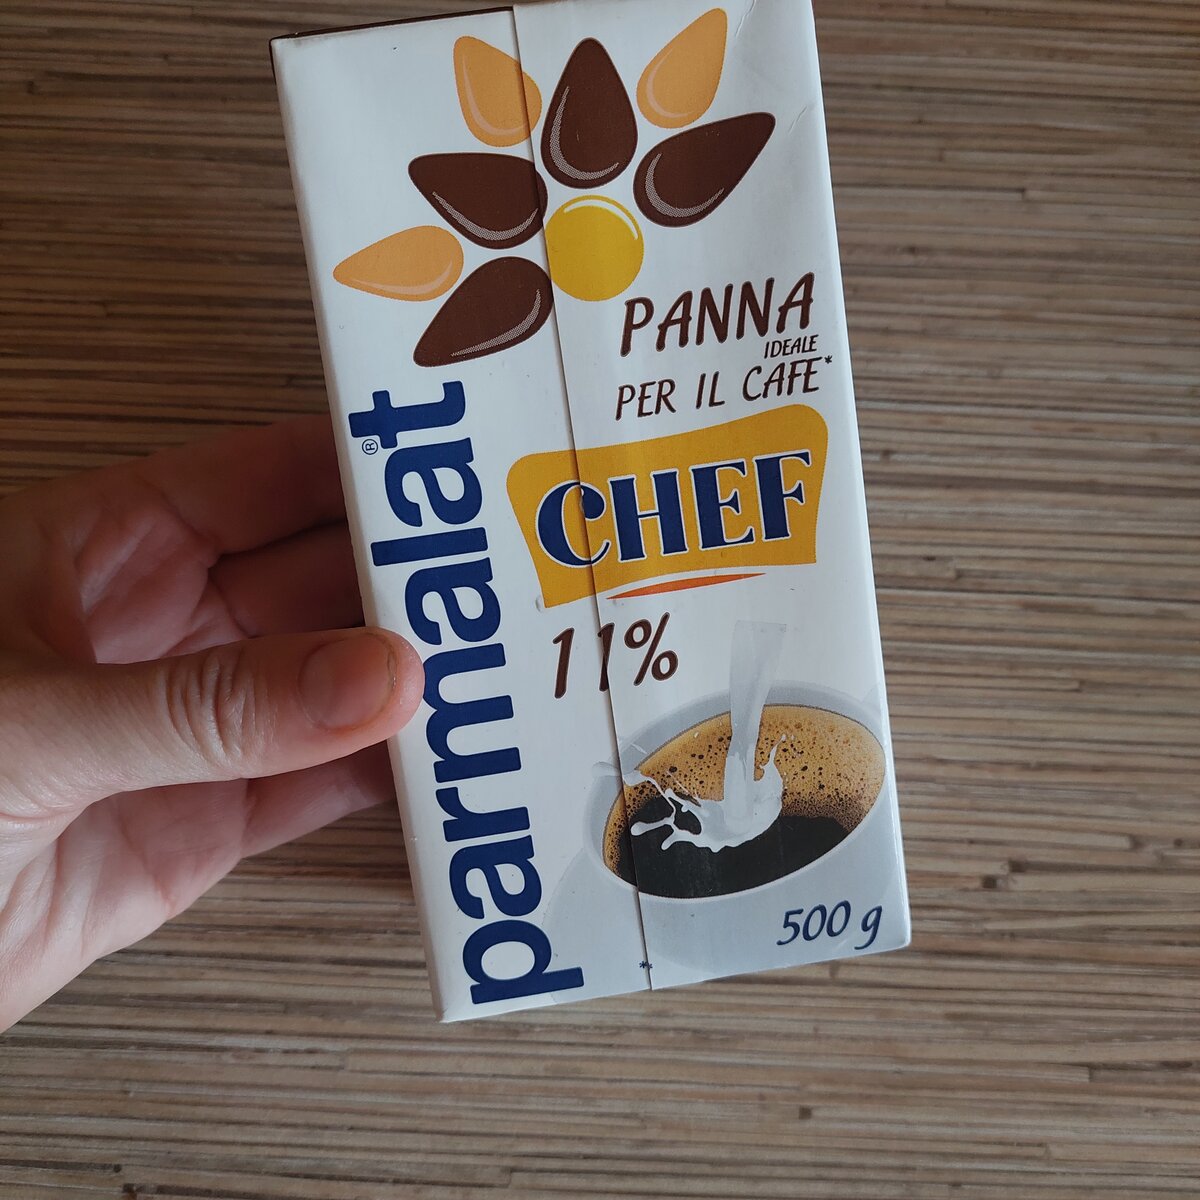 PANNA
IDEALE
PER IL CAFE*
CHEF
11%
parmalat®
500 g
*